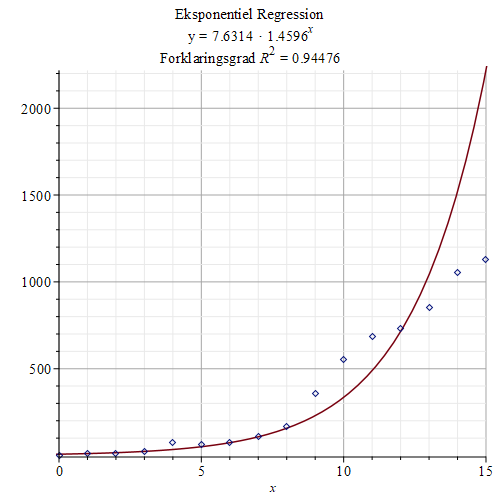 Eksponentiel Regression
y = 7.6314 · 1.4596^x
Forklaringsgrad R^2 = 0.94476
2000
1500
1000
500
0 5 10 15
x